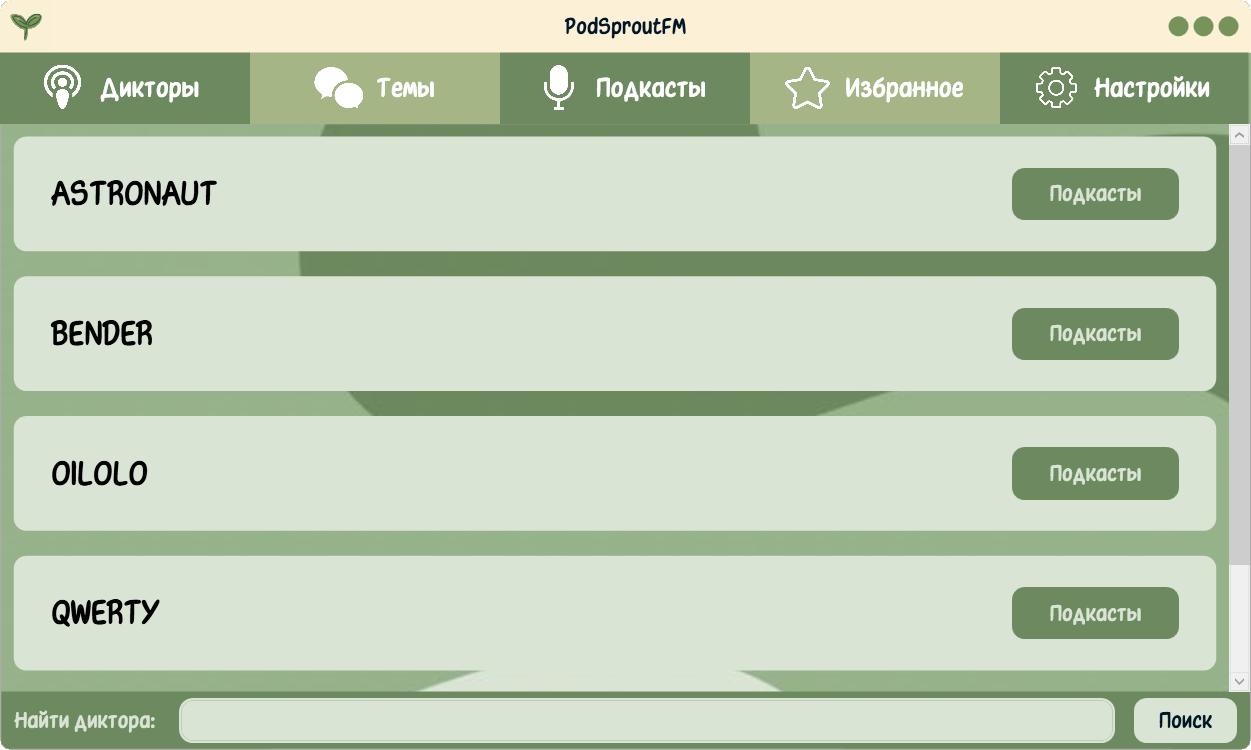 PodSproutFM
Дикторы Темы Подкасты Избранное Настройки
ASTRONAUT Подкасты
BENDER Подкасты
OILOLO Подкасты
QWERTY Подкасты
Найти диктора: Поиск